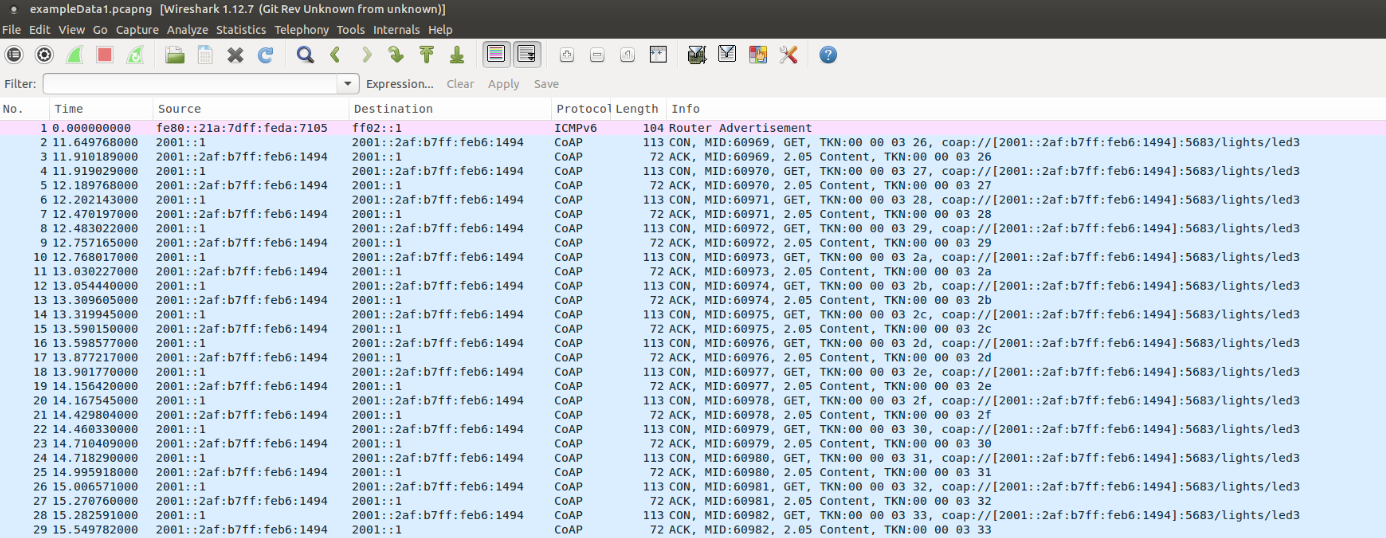 exampleData1.pcapng [Wireshark 1.12.7 (Git Rev Unknown from unknown)]
File Edit View Go Capture Analyze Statistics Telephony Tools Internals Help
Filter: Expression... Clear Apply Save
No. Time Source Destination Protocol Length Info
1 0.000000000 fe80::21a:7dff:feda:7105 ff02::1 ICMPv6 104 Router Advertisement
2 11.649768000 2001::1 2001::2af:b7ff:feb6:1494 CoAP 113 CON, MID:60969, GET, TKN:00 00 03 26, coap://[2001::2af:b7ff:feb6:1494]:5683/lights/led3
3 11.910189000 2001::2af:b7ff:feb6:1494 2001::1 CoAP 72 ACK, MID:60969, 2.05 Content, TKN:00 00 03 26
4 11.919029000 2001::1 2001::2af:b7ff:feb6:1494 CoAP 113 CON, MID:60970, GET, TKN:00 00 03 27, coap://[2001::2af:b7ff:feb6:1494]:5683/lights/led3
5 12.189768000 2001::2af:b7ff:feb6:1494 2001::1 CoAP 72 ACK, MID:60970, 2.05 Content, TKN:00 00 03 27
6 12.202143000 2001::1 2001::2af:b7ff:feb6:1494 CoAP 113 CON, MID:60971, GET, TKN:00 00 03 28, coap://[2001::2af:b7ff:feb6:1494]:5683/lights/led3
7 12.470197000 2001::2af:b7ff:feb6:1494 2001::1 CoAP 72 ACK, MID:60971, 2.05 Content, TKN:00 00 03 28
8 12.483022000 2001::1 2001::2af:b7ff:feb6:1494 CoAP 113 CON, MID:60972, GET, TKN:00 00 03 29, coap://[2001::2af:b7ff:feb6:1494]:5683/lights/led3
9 12.757165000 2001::2af:b7ff:feb6:1494 2001::1 CoAP 72 ACK, MID:60972, 2.05 Content, TKN:00 00 03 29
10 12.768017000 2001::1 2001::2af:b7ff:feb6:1494 CoAP 113 CON, MID:60973, GET, TKN:00 00 03 2a, coap://[2001::2af:b7ff:feb6:1494]:5683/lights/led3
11 13.030227000 2001::2af:b7ff:feb6:1494 2001::1 CoAP 72 ACK, MID:60973, 2.05 Content, TKN:00 00 03 2a
12 13.054440000 2001::1 2001::2af:b7ff:feb6:1494 CoAP 113 CON, MID:60974, GET, TKN:00 00 03 2b, coap://[2001::2af:b7ff:feb6:1494]:5683/lights/led3
13 13.309605000 2001::2af:b7ff:feb6:1494 2001::1 CoAP 72 ACK, MID:60974, 2.05 Content, TKN:00 00 03 2b
14 13.319945000 2001::1 2001::2af:b7ff:feb6:1494 CoAP 113 CON, MID:60975, GET, TKN:00 00 03 2c, coap://[2001::2af:b7ff:feb6:1494]:5683/lights/led3
15 13.590150000 2001::2af:b7ff:feb6:1494 2001::1 CoAP 72 ACK, MID:60975, 2.05 Content, TKN:00 00 03 2c
16 13.598577000 2001::1 2001::2af:b7ff:feb6:1494 CoAP 113 CON, MID:60976, GET, TKN:00 00 03 2d, coap://[2001::2af:b7ff:feb6:1494]:5683/lights/led3
17 13.877217000 2001::2af:b7ff:feb6:1494 2001::1 CoAP 72 ACK, MID:60976, 2.05 Content, TKN:00 00 03 2d
18 13.901770000 2001::1 2001::2af:b7ff:feb6:1494 CoAP 113 CON, MID:60977, GET, TKN:00 00 03 2e, coap://[2001::2af:b7ff:feb6:1494]:5683/lights/led3
19 14.156420000 2001::2af:b7ff:feb6:1494 2001::1 CoAP 72 ACK, MID:60977, 2.05 Content, TKN:00 00 03 2e
20 14.167545000 2001::1 2001::2af:b7ff:feb6:1494 CoAP 113 CON, MID:60978, GET, TKN:00 00 03 2f, coap://[2001::2af:b7ff:feb6:1494]:5683/lights/led3
21 14.429804000 2001::2af:b7ff:feb6:1494 2001::1 CoAP 72 ACK, MID:60978, 2.05 Content, TKN:00 00 03 2f
22 14.460330000 2001::1 2001::2af:b7ff:feb6:1494 CoAP 113 CON, MID:60979, GET, TKN:00 00 03 30, coap://[2001::2af:b7ff:feb6:1494]:5683/lights/led3
23 14.710409000 2001::2af:b7ff:feb6:1494 2001::1 CoAP 72 ACK, MID:60979, 2.05 Content, TKN:00 00 03 30
24 14.718290000 2001::1 2001::2af:b7ff:feb6:1494 CoAP 113 CON, MID:60980, GET, TKN:00 00 03 31, coap://[2001::2af:b7ff:feb6:1494]:5683/lights/led3
25 14.995918000 2001::2af:b7ff:feb6:1494 2001::1 CoAP 72 ACK, MID:60980, 2.05 Content, TKN:00 00 03 31
26 15.006571000 2001::1 2001::2af:b7ff:feb6:1494 CoAP 113 CON, MID:60981, GET, TKN:00 00 03 32, coap://[2001::2af:b7ff:feb6:1494]:5683/lights/led3
27 15.270760000 2001::2af:b7ff:feb6:1494 2001::1 CoAP 72 ACK, MID:60981, 2.05 Content, TKN:00 00 03 32
28 15.282591000 2001::1 2001::2af:b7ff:feb6:1494 CoAP 113 CON, MID:60982, GET, TKN:00 00 03 33, coap://[2001::2af:b7ff:feb6:1494]:5683/lights/led3
29 15.549782000 2001::2af:b7ff:feb6:1494 2001::1 CoAP 72 ACK, MID:60982, 2.05 Content, TKN:00 00 03 33